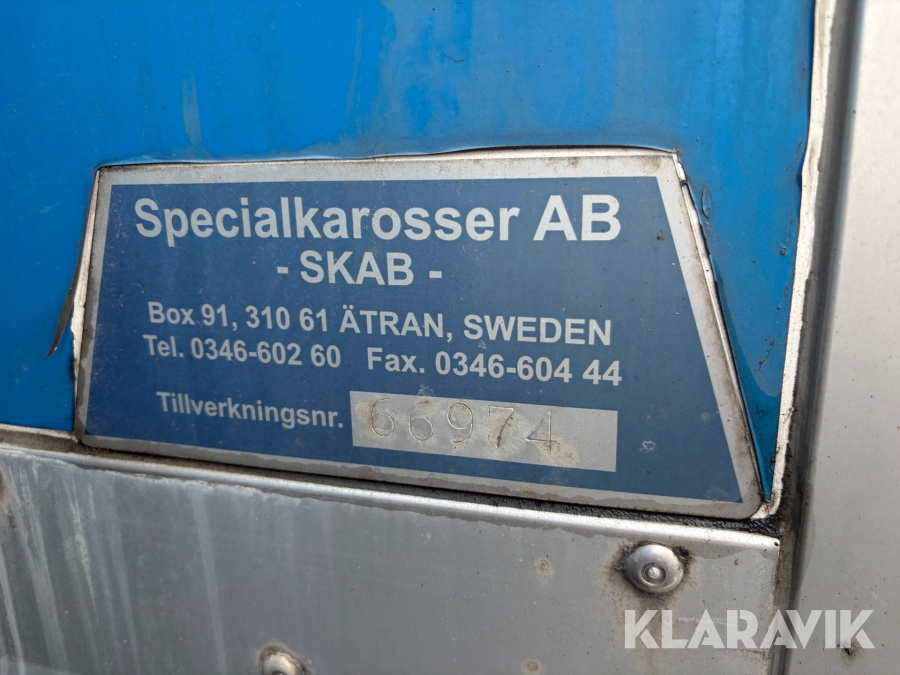 Specialkarosser AB
- SKAB -
Box 91, 310 61 ÄTRAN, SWEDEN
Tel. 0346-602 60 Fax. 0346-604 44
Tillverkningsnr. 66974
KLARAVIK